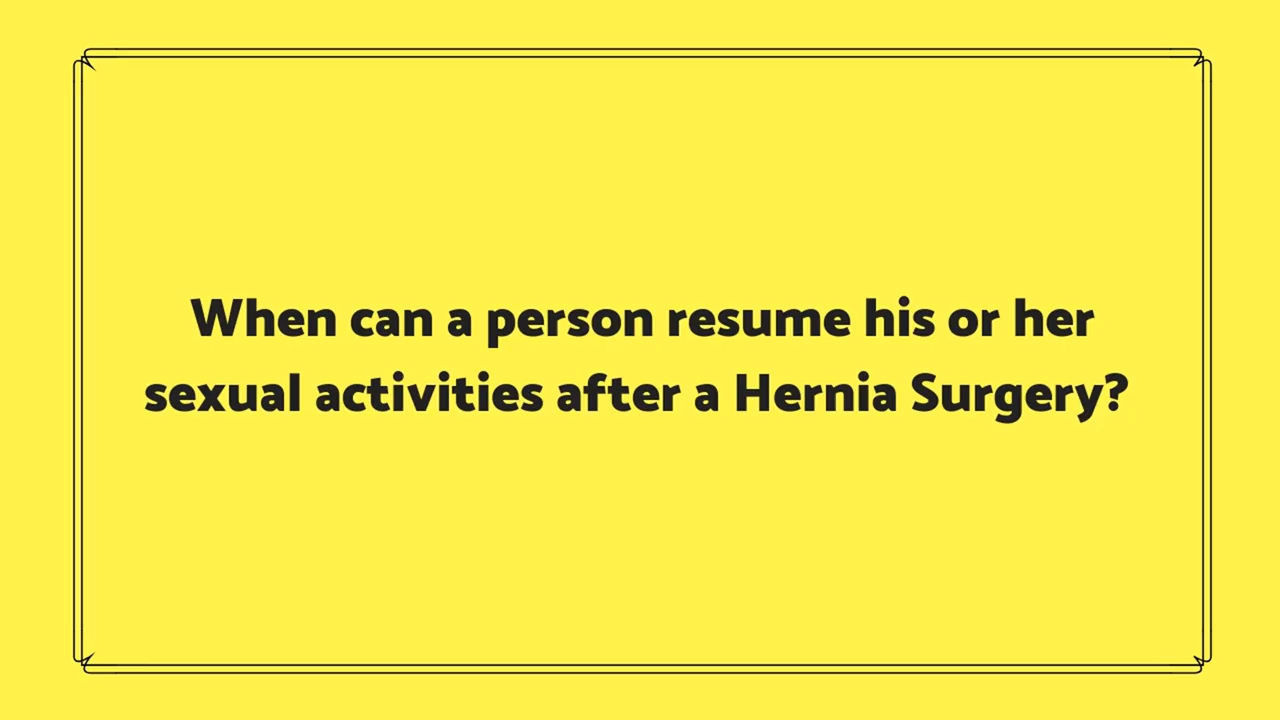 When can a person resume his or her
sexual activities after a Hernia Surgery?